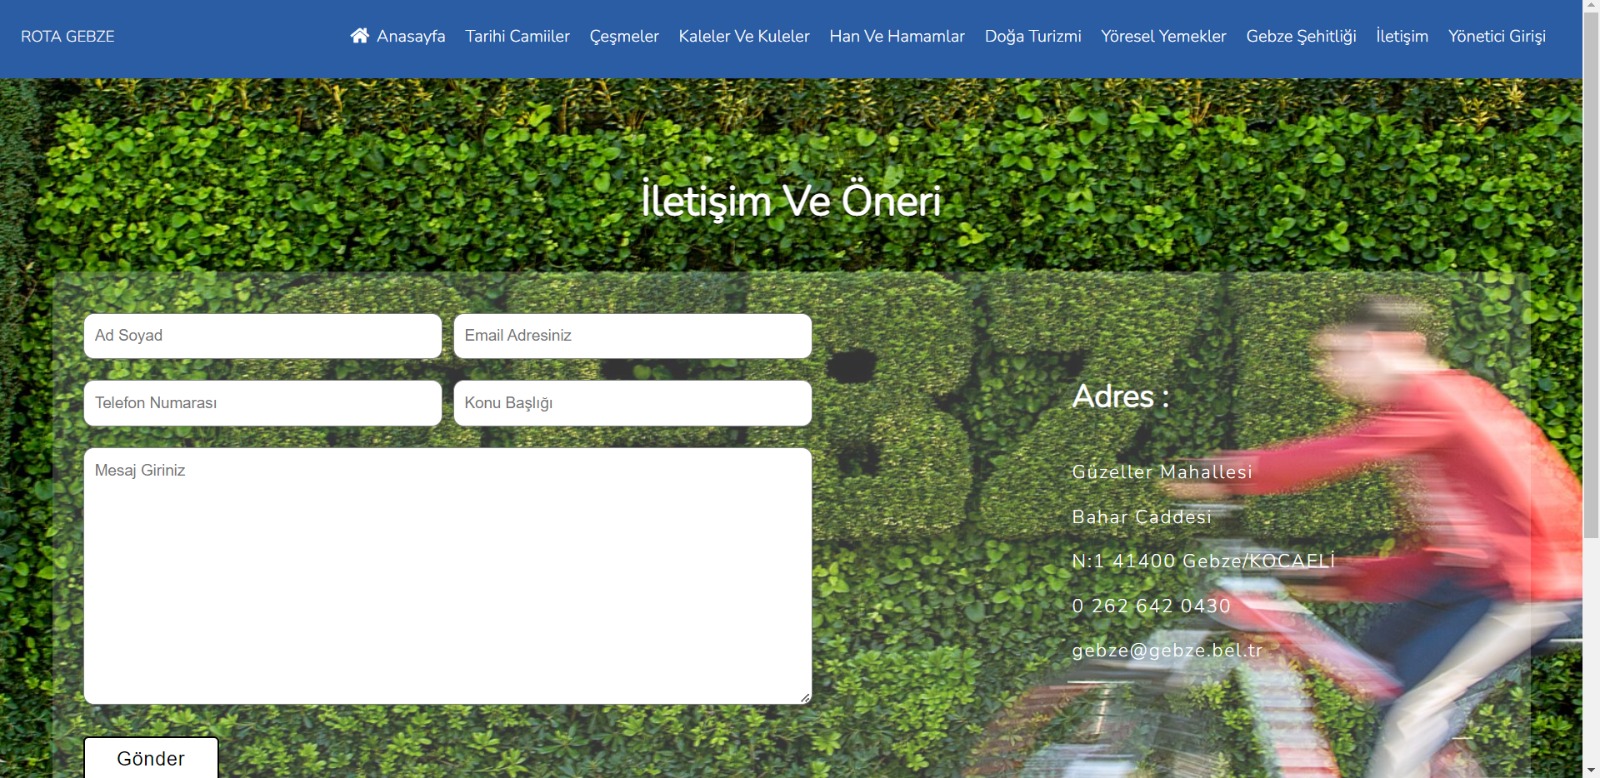 ROTA GEBZE
Anasayfa Tarihi Camiiler Çeşmeler Kaleler Ve Kuleler Han Ve Hamamlar Doğa Turizmi Yöresel Yemekler Gebze Şehitliği İletişim Yönetici Girişi
İletişim Ve Öneri
Ad Soyad
Email Adresiniz
Telefon Numarası
Konu Başlığı
Mesaj Giriniz
Gönder
Adres :
Güzeller Mahallesi
Bahar Caddesi
N:1 41400 Gebze/KOCAELİ
0 262 642 0430
gebze@gebze.bel.tr